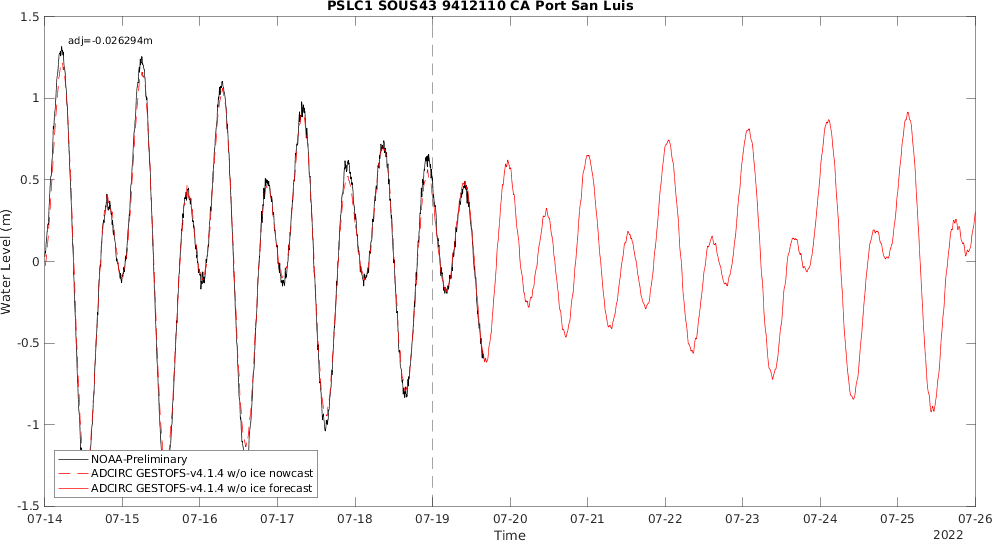 PSLC1 SOUS43 9412110 CA Port San Luis
adj=-0.026294m
1.5
1
0.5
0
-0.5
-1
-1.5
Water Level (m)
NOAA-Preliminary
ADCIRC GESTOFS-v4.1.4 w/o ice nowcast
ADCIRC GESTOFS-v4.1.4 w/o ice forecast
07-14 07-15 07-16 07-17 07-18 07-19 07-20 07-21 07-22 07-23 07-24 07-25 07-26
Time
2022